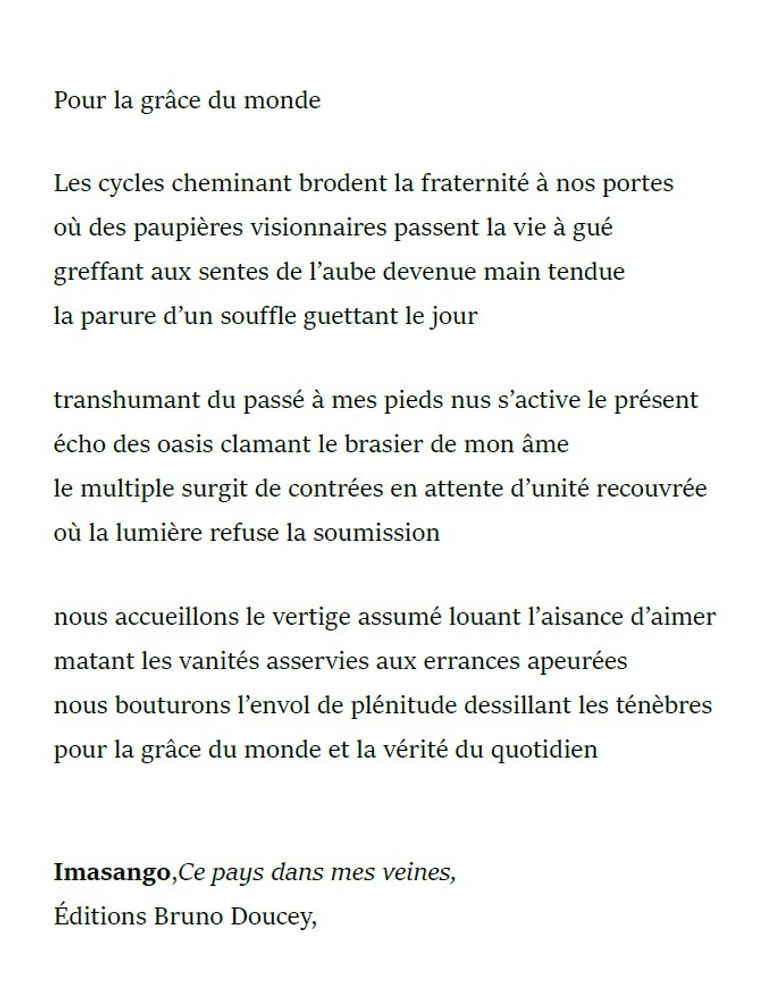 Pour la grâce du monde
Les cycles cheminant brodent la fraternité à nos portes
où des paupières visionnaires passent la vie à gué
greffant aux sentes de l’aube devenue main tendue
la parure d’un souffle guettant le jour
transhumant du passé à mes pieds nus s’active le présent
écho des oasis clamant le brasier de mon âme
le multiple surgit de contrées en attente d’unité recouvrée
où la lumière refuse la soumission
nous accueillons le vertige assumé louant l’aisance d’aimer
matant les vanités asservies aux errances apeurées
nous bouturons l’envol de plénitude dessillant les ténèbres
pour la grâce du monde et la vérité du quotidien
Imasango,Ce pays dans mes veines,
Éditions Bruno Doucey,